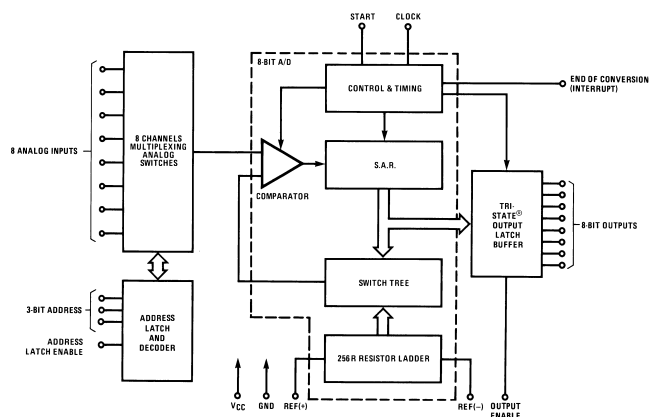 START
CLOCK
8-BIT A/D
CONTROL & TIMING
END OF CONVERSION
(INTERRUPT)
8 ANALOG INPUTS
8 CHANNELS
MULTIPLEXING
ANALOG
SWITCHES
COMPARATOR
S.A.R.
TRI-
STATE®
OUTPUT
LATCH
BUFFER
8-BIT OUTPUTS
SWITCH TREE
3-BIT ADDRESS
ADDRESS
LATCH ENABLE
ADDRESS
LATCH
AND
DECODER
256R RESISTOR LADDER
VCC
GND
REF(+)
REF(−)
OUTPUT
ENABLE